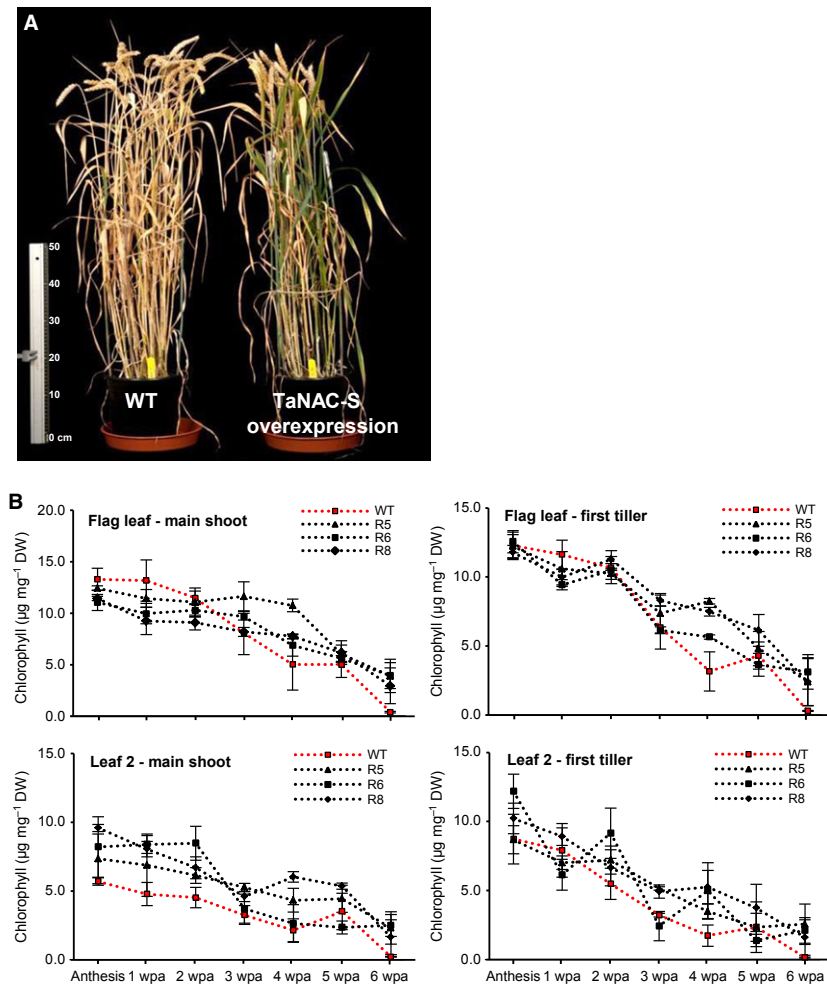 A
50
40
30
20
10
0 cm
WT
TaNAC-S
overexpression
B
Flag leaf - main shoot
WT
R5
R6
R8
20.0
15.0
10.0
5.0
0.0
Chlorophyll (µg mg⁻¹ DW)
Flag leaf - first tiller
WT
R5
R6
R8
15.0
10.0
5.0
0.0
Chlorophyll (µg mg⁻¹ DW)
Leaf 2 - main shoot
WT
R5
R6
R8
15.0
10.0
5.0
0.0
Chlorophyll (µg mg⁻¹ DW)
Anthesis 1 wpa 2 wpa 3 wpa 4 wpa 5 wpa 6 wpa
Leaf 2 - first tiller
WT
R5
R6
R8
15.0
10.0
5.0
0.0
Chlorophyll (µg mg⁻¹ DW)
Anthesis 1 wpa 2 wpa 3 wpa 4 wpa 5 wpa 6 wpa